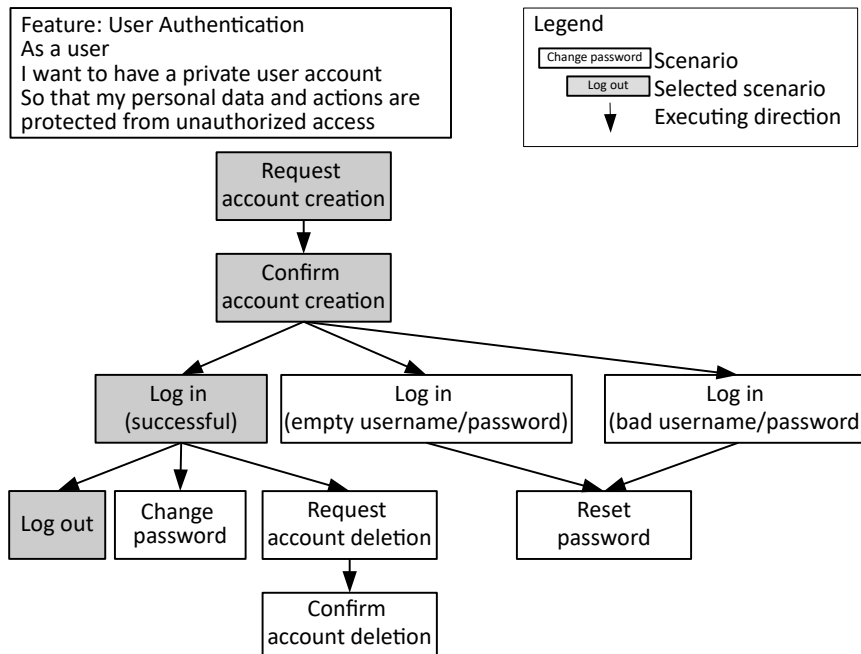 Feature: User Authentication
As a user
I want to have a private user account
So that my personal data and actions are
protected from unauthorized access
Legend
Change password
Scenario
Log out
Selected scenario
Executing direction
Request
account creation
Confirm
account creation
Log in
(successful)
Log in
(empty username/password)
Log in
(bad username/password
Log out
Change
password
Request
account deletion
Reset
password
Confirm
account deletion